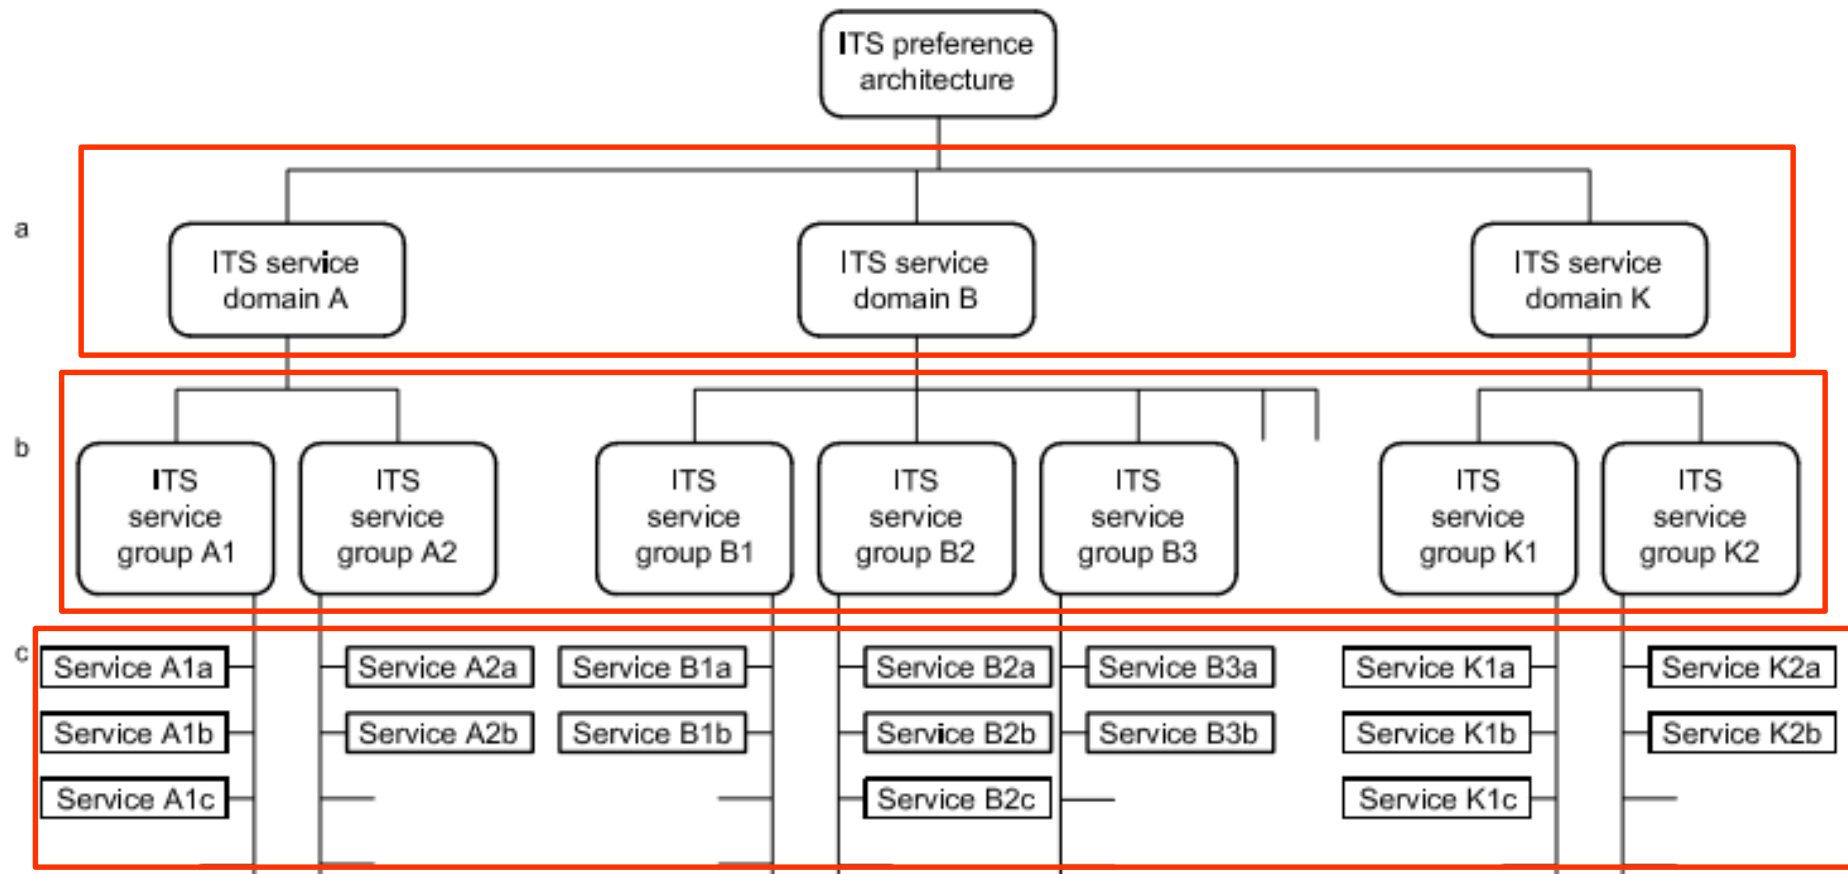 ITS preference
architecture
a
ITS service
domain A
ITS service
domain B
ITS service
domain K
b
ITS
service
group A1
ITS
service
group A2
ITS
service
group B1
ITS
service
group B2
ITS
service
group B3
ITS
service
group K1
ITS
service
group K2
c
Service A1a
Service A2a
Service B1a
Service B2a
Service B3a
Service K1a
Service K2a
Service A1b
Service A2b
Service B1b
Service B2b
Service B3b
Service K1b
Service K2b
Service A1c
Service B2c
Service K1c